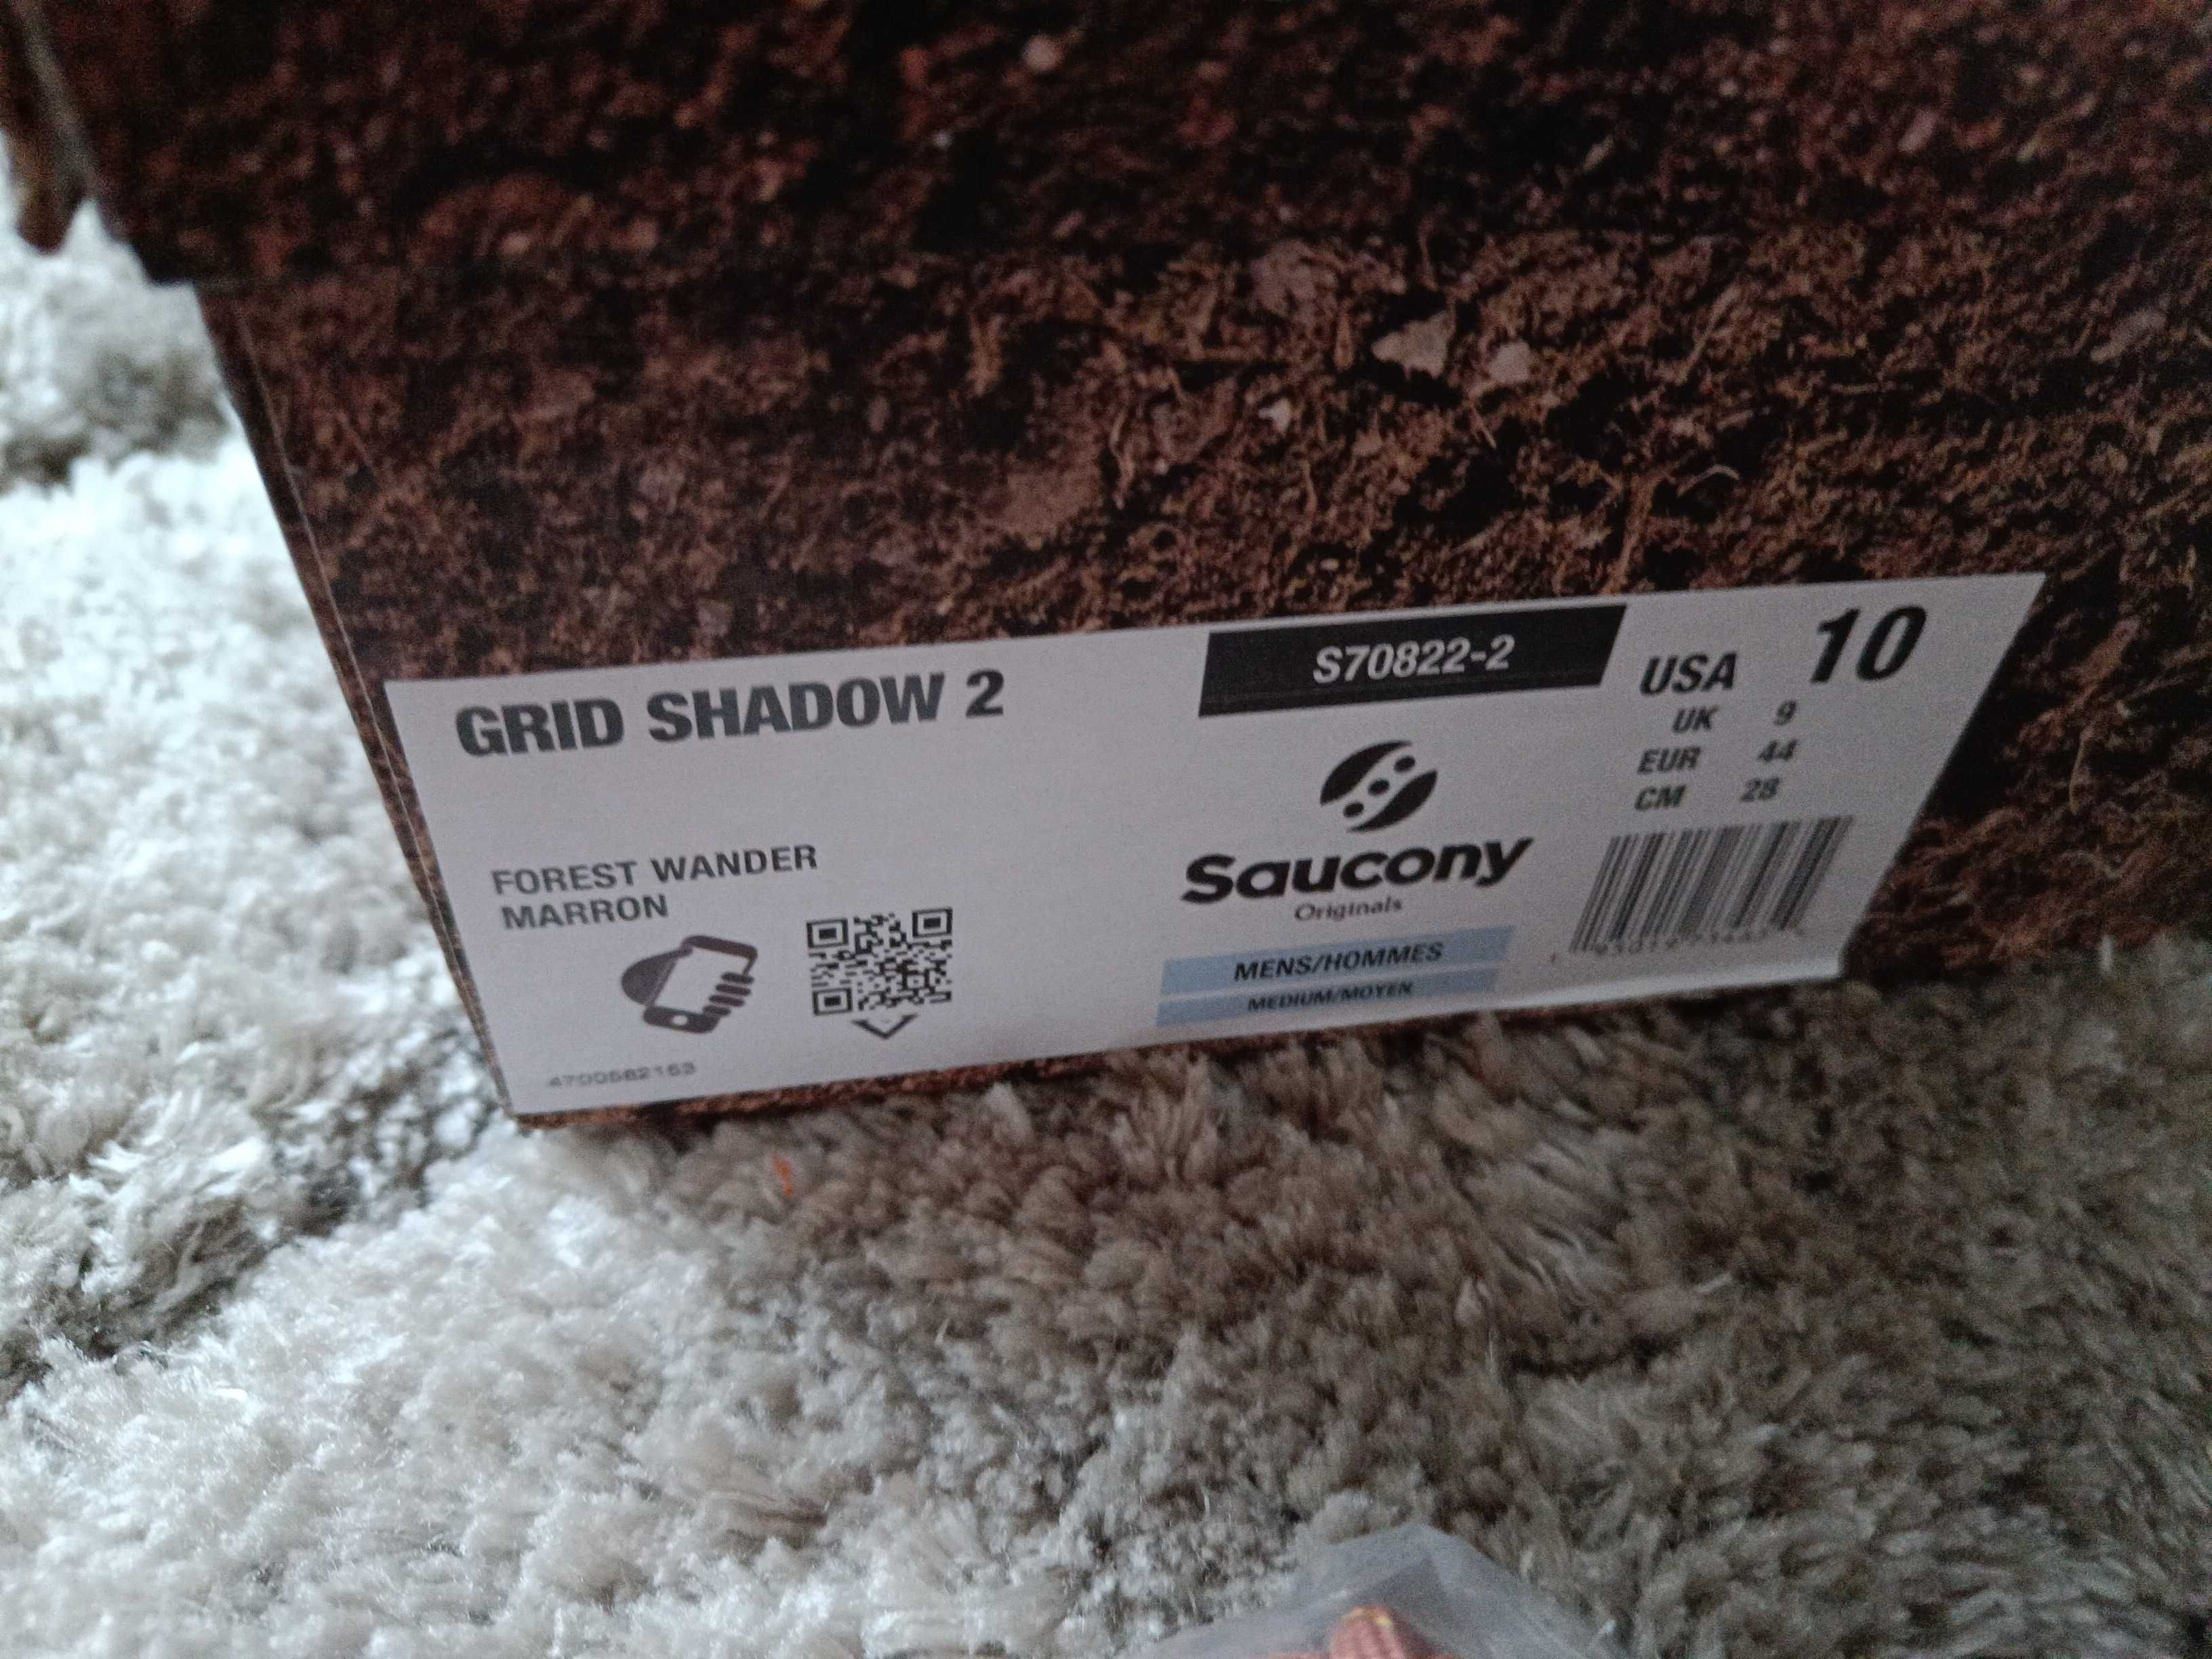 GRID SHADOW 2
S70822-2
USA 10
UK 9
EUR 44
CM 28
FOREST WANDER
MARRON
Saucony
Originals
MENS/HOMMES
MEDIUM/MOYEN
4700582153